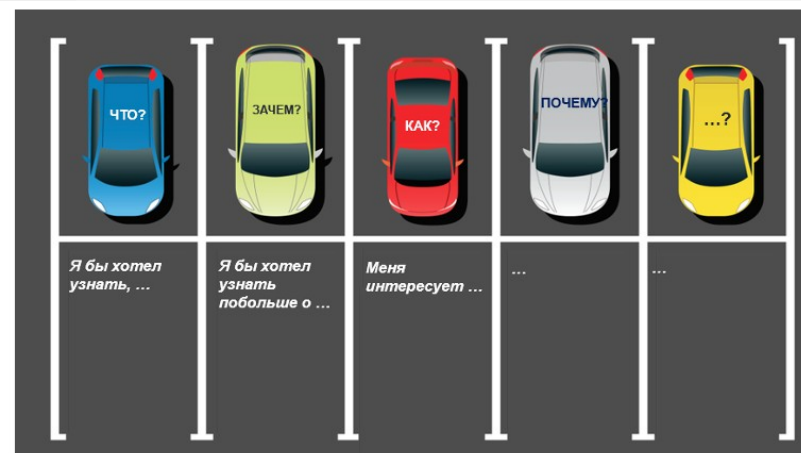 ЧТО?
ЗАЧЕМ?
КАК?
ПОЧЕМУ?
...?
Я бы хотел
узнать, ...
Я бы хотел
узнать
побольше о ...
Меня
интересует ...
...
...